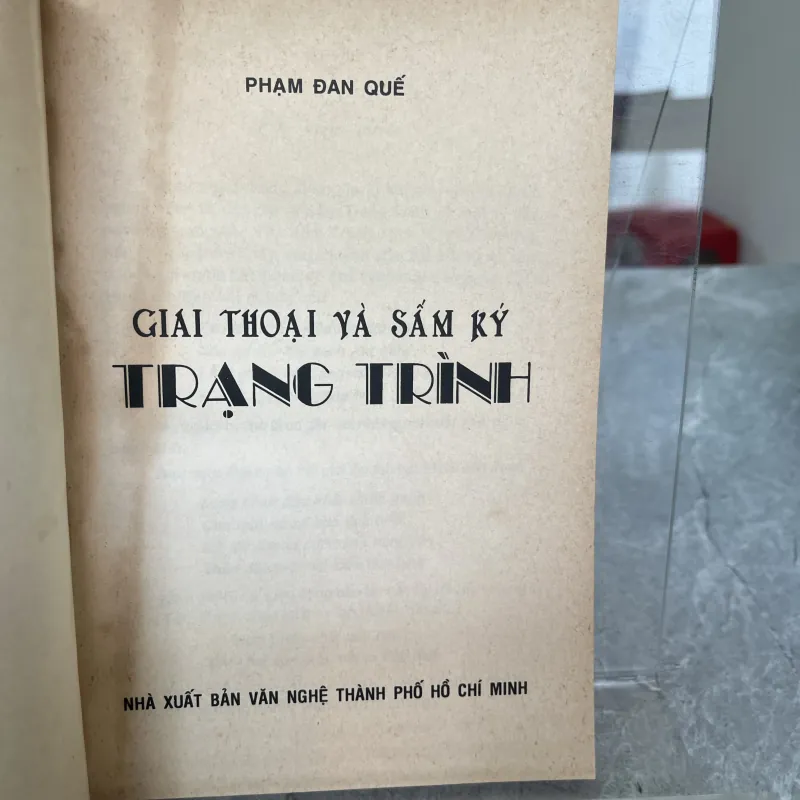 PHẠM ĐAN QUẾ
GIAI THOẠI VÀ SẤM KÝ
TRẠNG TRÌNH
NHÀ XUẤT BẢN VĂN NGHỆ THÀNH PHỐ HỒ CHÍ MINH